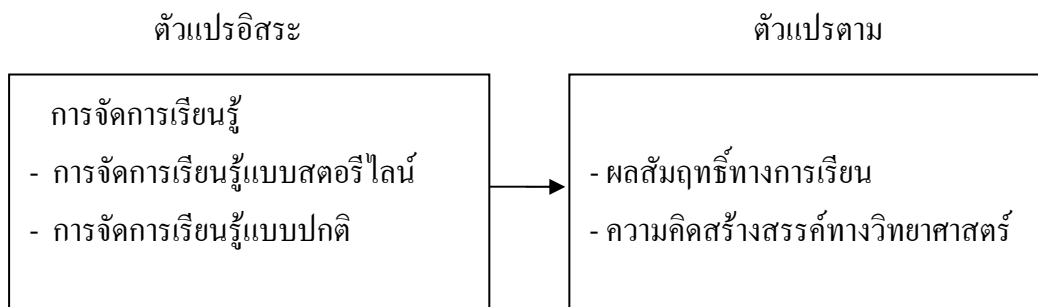 ตัวแปรอิสระ
ตัวแปรตาม
การจัดการเรียนรู้
- การจัดการเรียนรู้แบบสตอรีไลน์
- การจัดการเรียนรู้แบบปกติ
- ผลสัมฤทธิ์ทางการเรียน
- ความคิดสร้างสรรค์ทางวิทยาศาสตร์